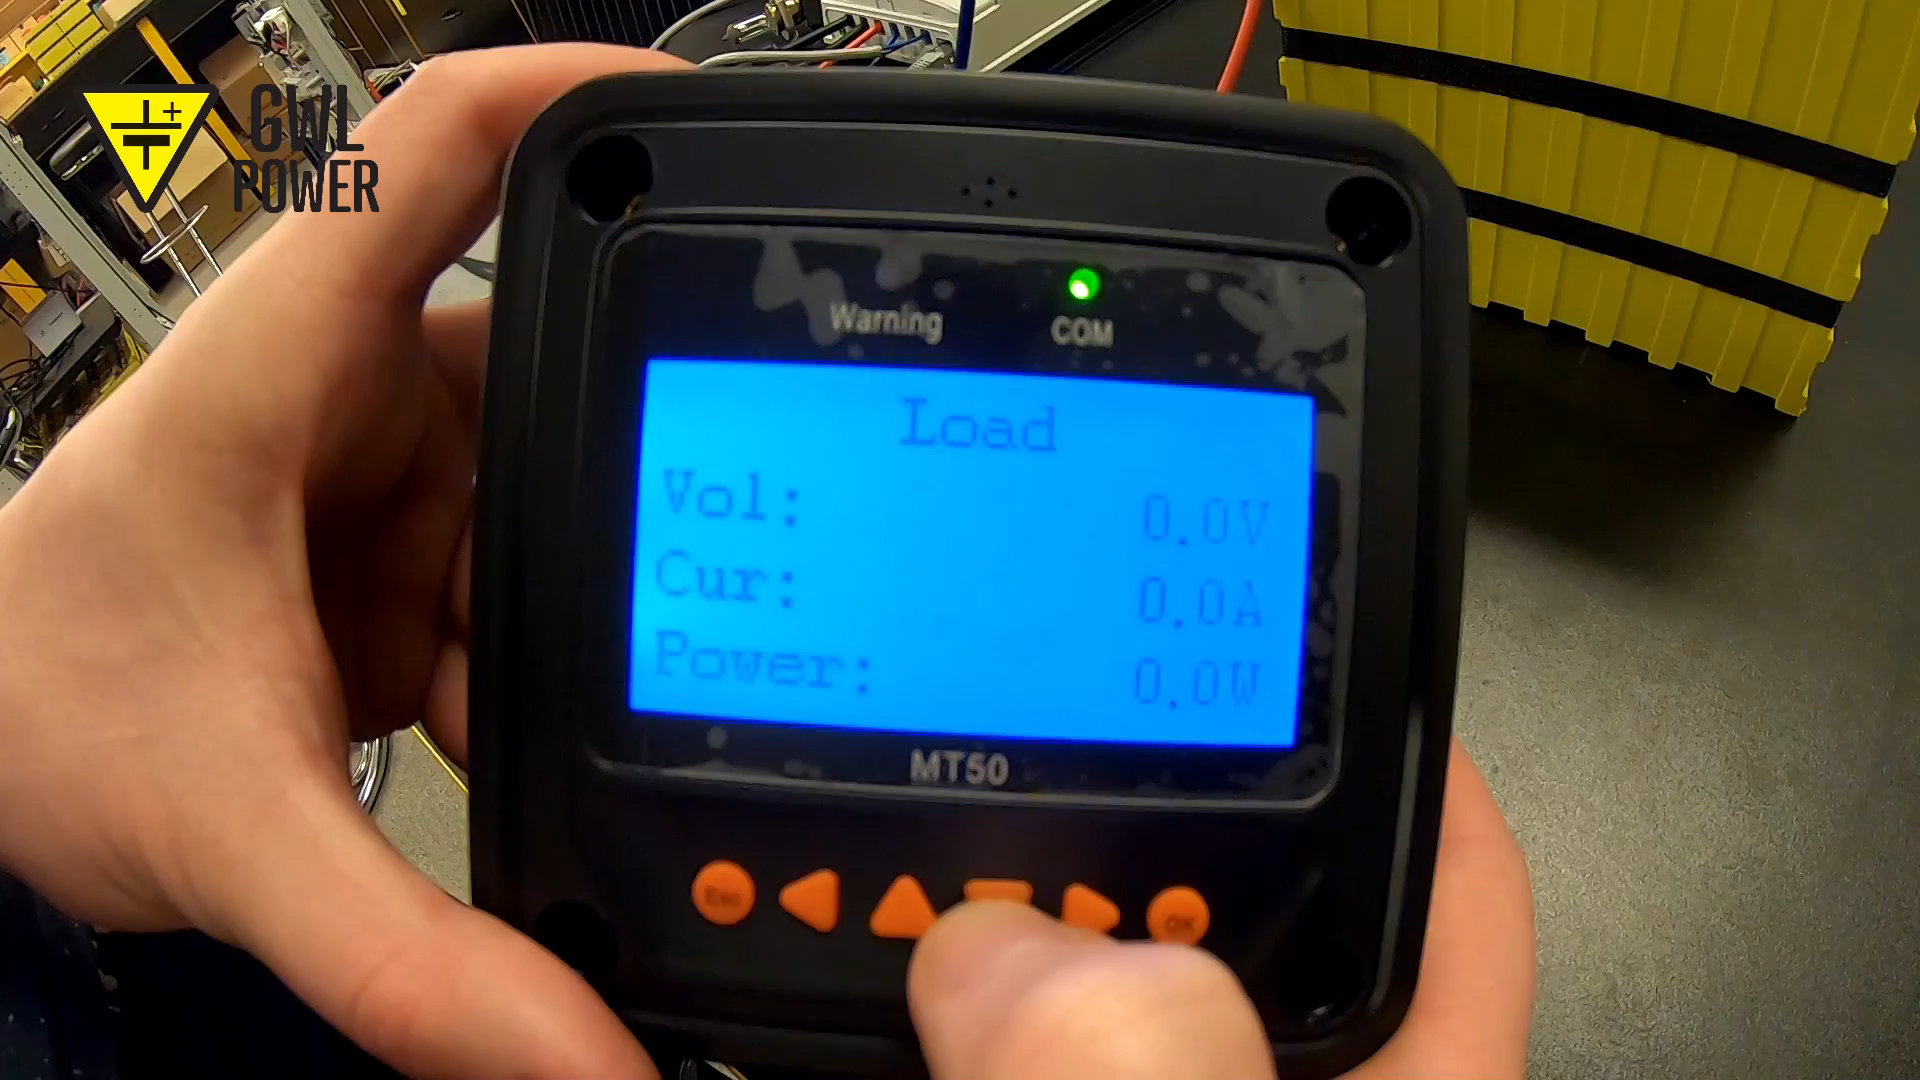 GWL
POWER
Warning
COM
Load
Vol: 0.0V
Cur: 0.0A
Power: 0.0W
MT50
Esc
OK